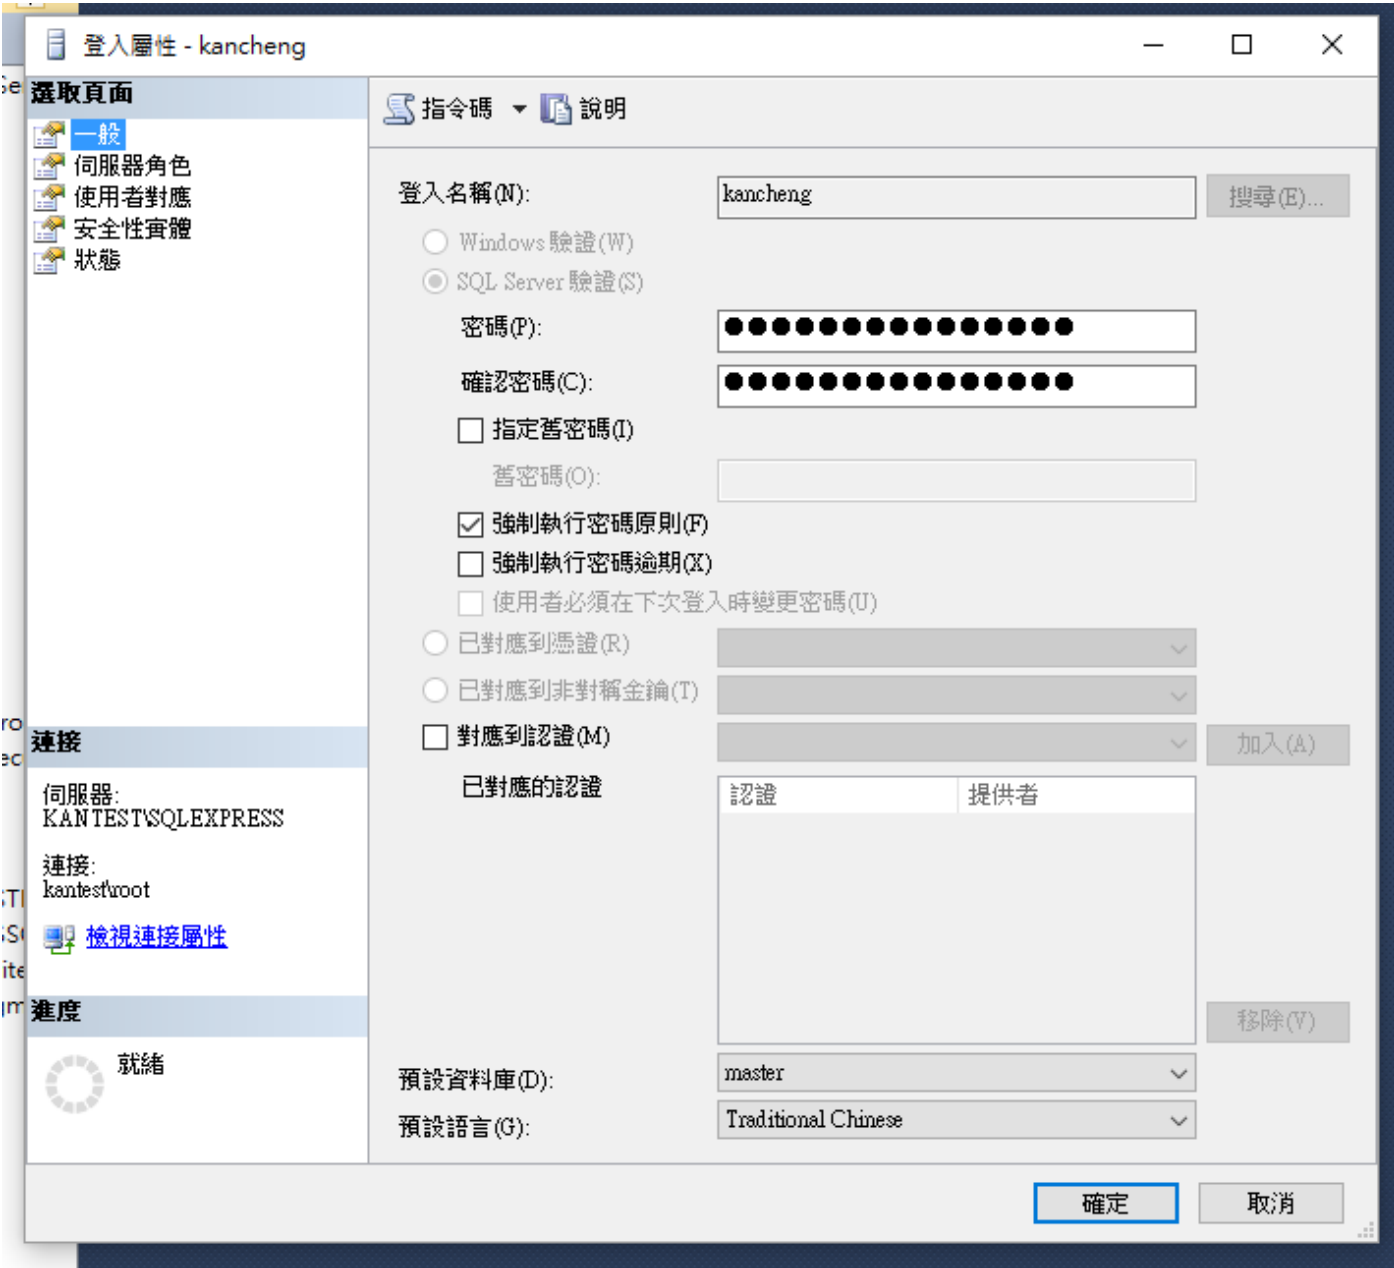 登入屬性 - kancheng
選取頁面
一般
伺服器角色
使用者對應
安全性實體
狀態
指令碼
說明
登入名稱(N):
kancheng
搜尋(E)...
Windows 驗證(W)
SQL Server 驗證(S)
密碼(P):
確認密碼(C):
指定舊密碼(I)
舊密碼(O):
強制執行密碼原則(F)
強制執行密碼逾期(X)
使用者必須在下次登入時變更密碼(U)
已對應到憑證(R)
已對應到非對稱金鑰(T)
對應到認證(M)
加入(A)
已對應的認證
認證
提供者
移除(V)
預設資料庫(D):
master
預設語言(G):
Traditional Chinese
連接
伺服器:
KANTEST\SQLEXPRESS
連接:
kantest\root
檢視連接屬性
進度
就緒
確定
取消